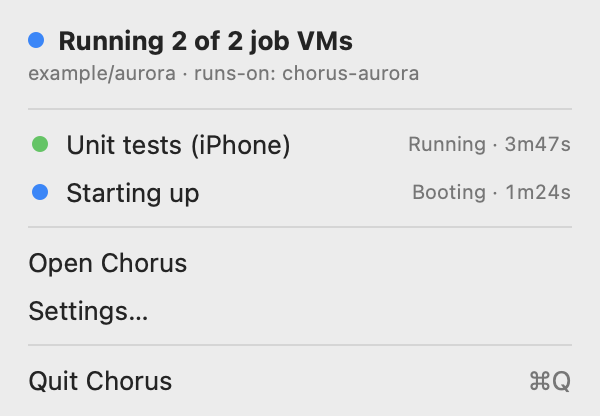 Running 2 of 2 job VMs
example/aurora · runs-on: chorus-aurora
Unit tests (iPhone) Running · 3m47s
Starting up Booting · 1m24s
Open Chorus
Settings...
Quit Chorus ⌘Q